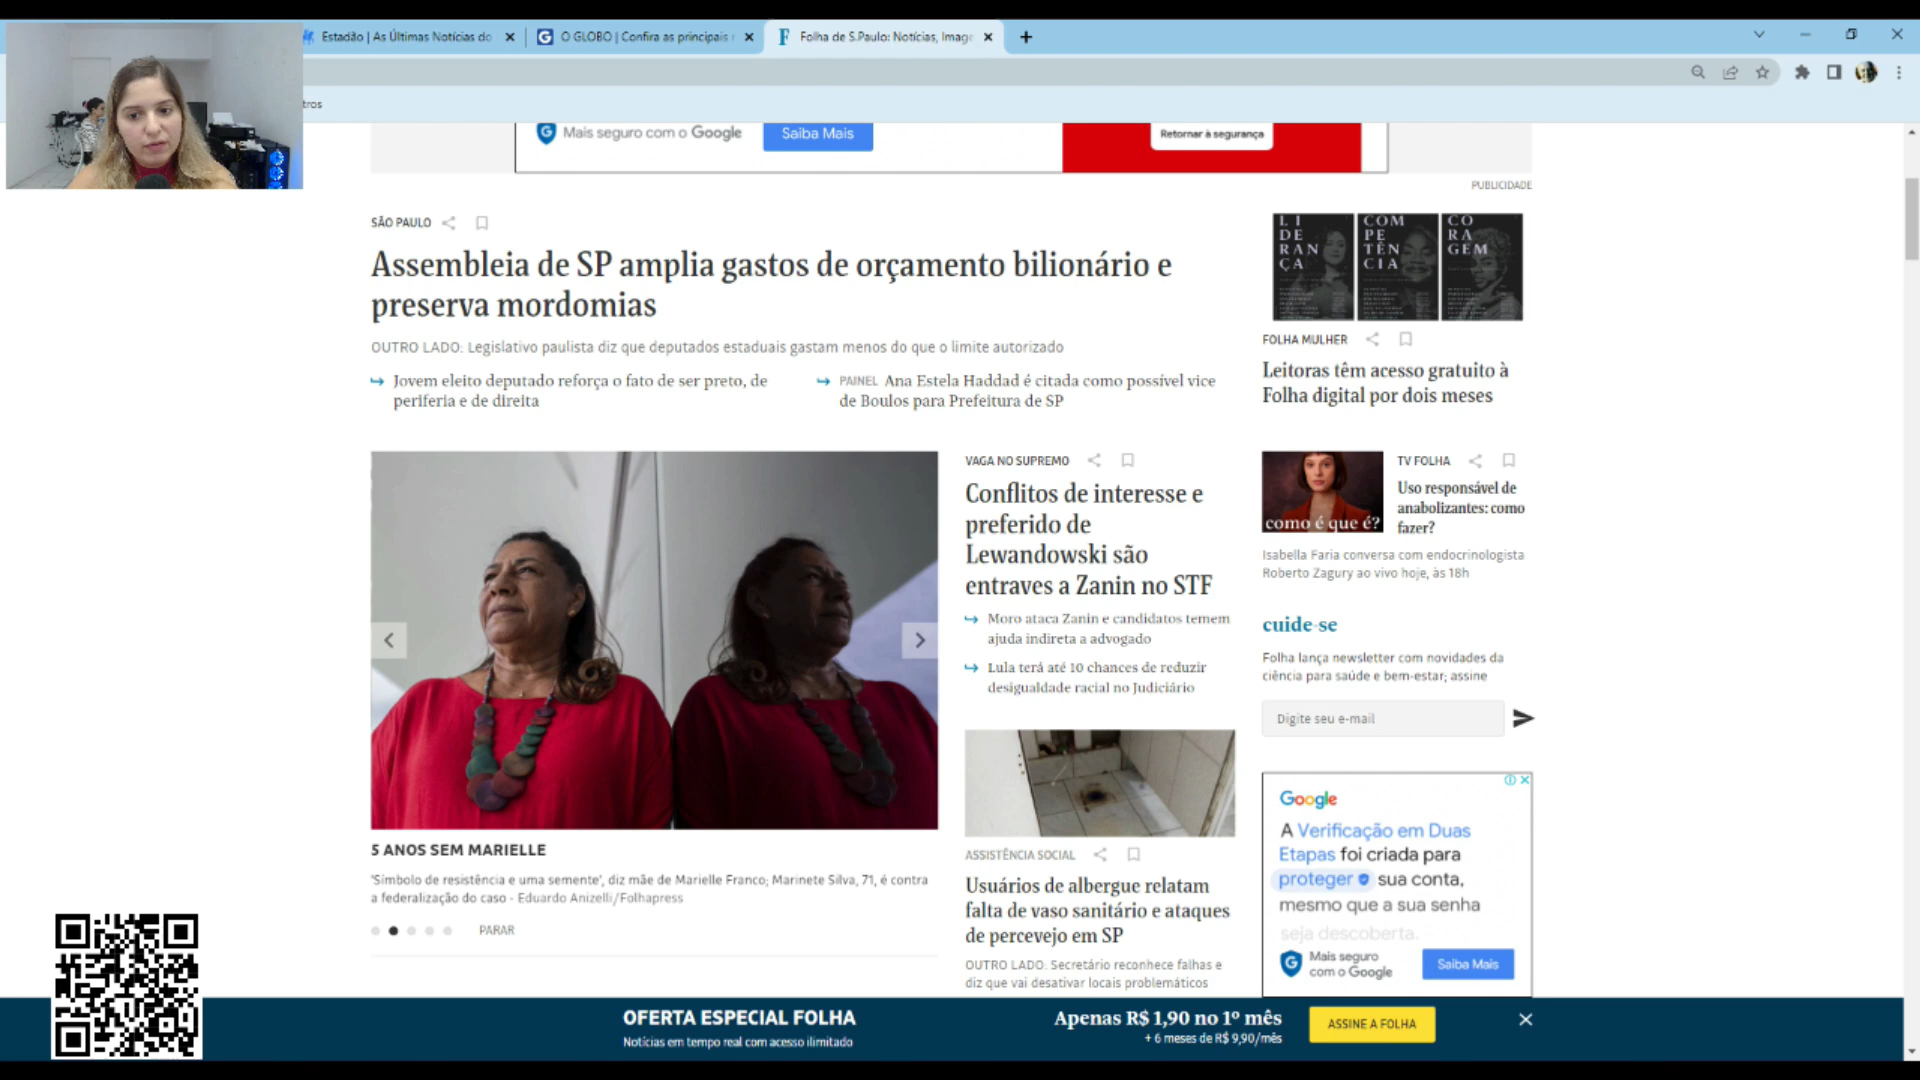 Estadão | As Últimas Notícias do
O GLOBO | Confira as principais
Folha de S.Paulo: Notícias, Image
tros
Mais seguro com o Google
Saiba Mais
Retornar à segurança
PUBLICIDADE
SÃO PAULO
Assembleia de SP amplia gastos de orçamento bilionário e
preserva mordomias
OUTRO LADO: Legislativo paulista diz que deputados estaduais gastam menos do que o limite autorizado
Jovem eleito deputado reforça o fato de ser preto, de
periferia e de direita
PAINEL Ana Estela Haddad é citada como possível vice
de Boulos para Prefeitura de SP
LI
DE
RAN
ÇA
COM
PE
TÊN
CIA
CO
RA
GEM
FOLHA MULHER
Leitoras têm acesso gratuito à
Folha digital por dois meses
5 ANOS SEM MARIELLE
'Símbolo de resistência e uma semente', diz mãe de Marielle Franco; Marinete Silva, 71, é contra
a federalização do caso - Eduardo Anizelli/Folhapress
PARAR
VAGA NO SUPREMO
Conflitos de interesse e
preferido de
Lewandowski são
entraves a Zanin no STF
Moro ataca Zanin e candidatos temem
ajuda indireta a advogado
Lula terá até 10 chances de reduzir
desigualdade racial no Judiciário
ASSISTÊNCIA SOCIAL
Usuários de albergue relatam
falta de vaso sanitário e ataques
de percevejo em SP
OUTRO LADO: Secretário reconhece falhas e
diz que vai desativar locais problemáticos
como é que é?
TV FOLHA
Uso responsável de
anabolizantes: como
fazer?
Isabella Faria conversa com endocrinologista
Roberto Zagury ao vivo hoje, às 18h
cuide-se
Folha lança newsletter com novidades da
ciência para saúde e bem-estar; assine
Digite seu e-mail
Google
A Verificação em Duas
Etapas foi criada para
proteger sua conta,
mesmo que a sua senha
seja descoberta.
Mais seguro
com o Google
Saiba Mais
OFERTA ESPECIAL FOLHA
Notícias em tempo real com acesso ilimitado
Apenas R$ 1,90 no 1º mês
+ 6 meses de R$ 9,90/mês
ASSINE A FOLHA